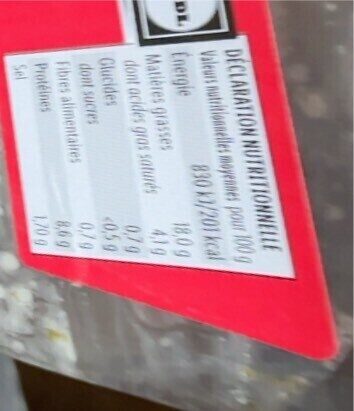 DL
DÉCLARATION NUTRITIONNELLE
Valeurs nutritionnelles moyennes pour 100 g
Énergie 830 kJ/201 kcal
Matières grasses 18,0 g
dont acides gras saturés 4,1 g
Glucides 0,7 g
dont sucres <0,5 g
Fibres alimentaires 0,7 g
Protéines 8,6 g
Sel 1,70 g